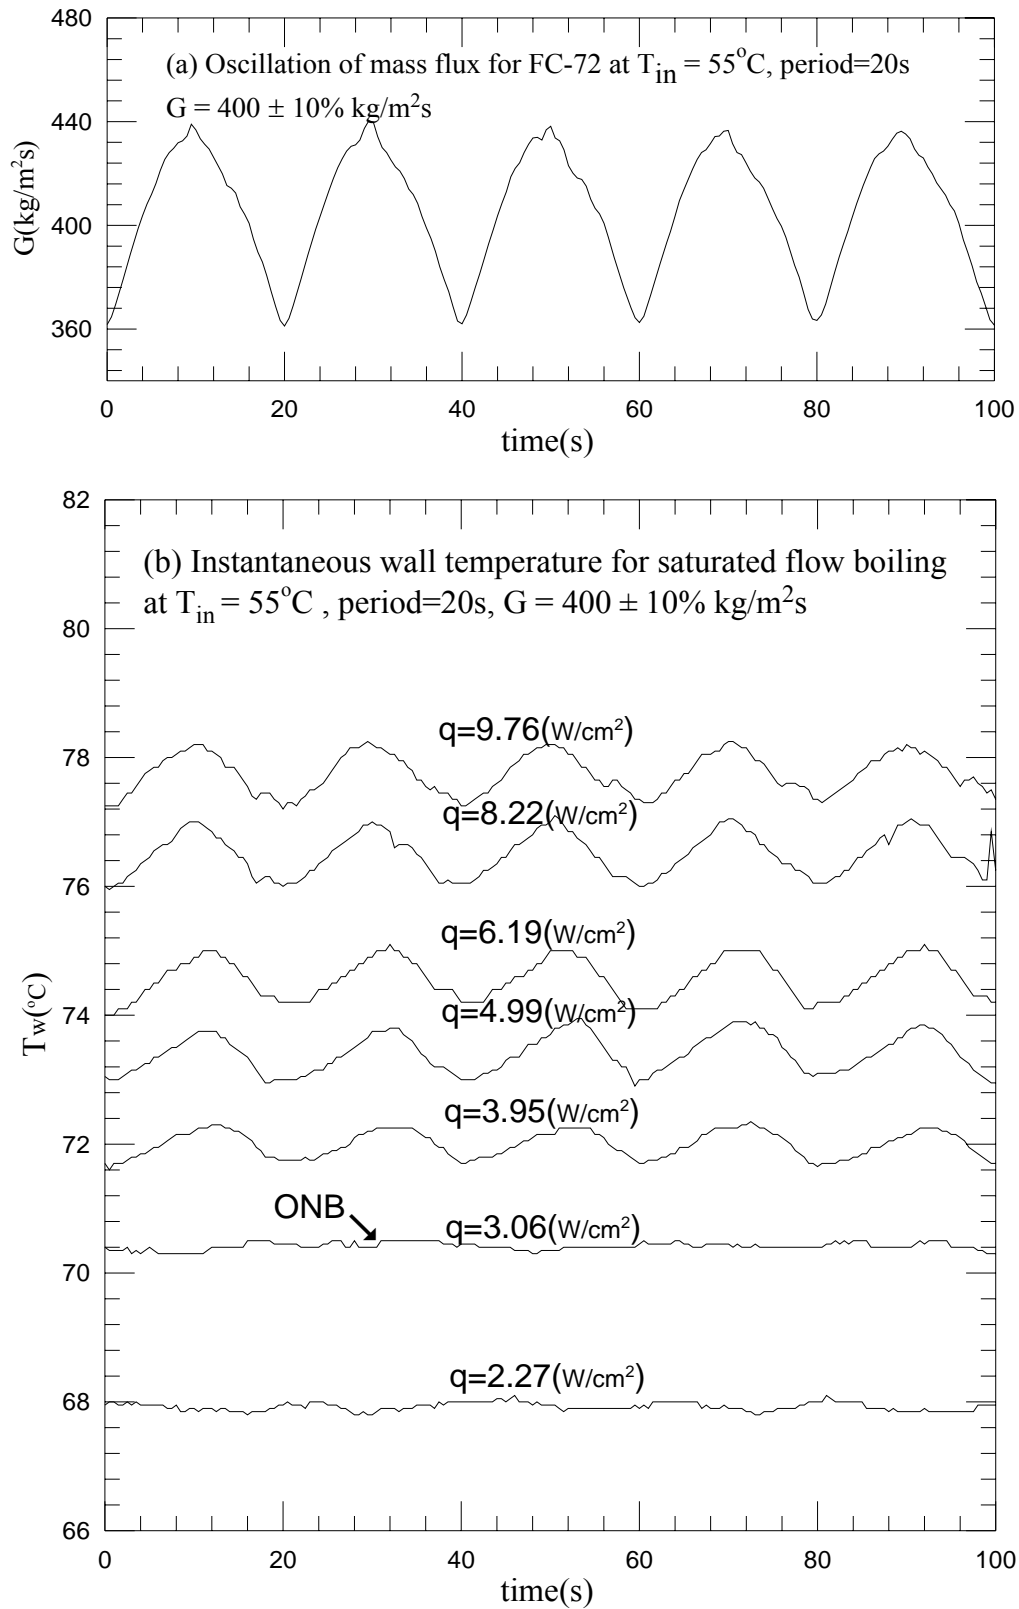 480
440
400
360
G(kg/m²s)
(a) Oscillation of mass flux for FC-72 at Tin = 55°C, period=20s
G = 400 ± 10% kg/m²s
0 20 40 60 80 100
time(s)
82
80
78
76
74
72
70
68
66
Tw(°C)
(b) Instantaneous wall temperature for saturated flow boiling
at Tin = 55°C , period=20s, G = 400 ± 10% kg/m²s
q=9.76(W/cm²)
q=8.22(W/cm²)
q=6.19(W/cm²)
q=4.99(W/cm²)
q=3.95(W/cm²)
ONB
q=3.06(W/cm²)
q=2.27(W/cm²)
0 20 40 60 80 100
time(s)